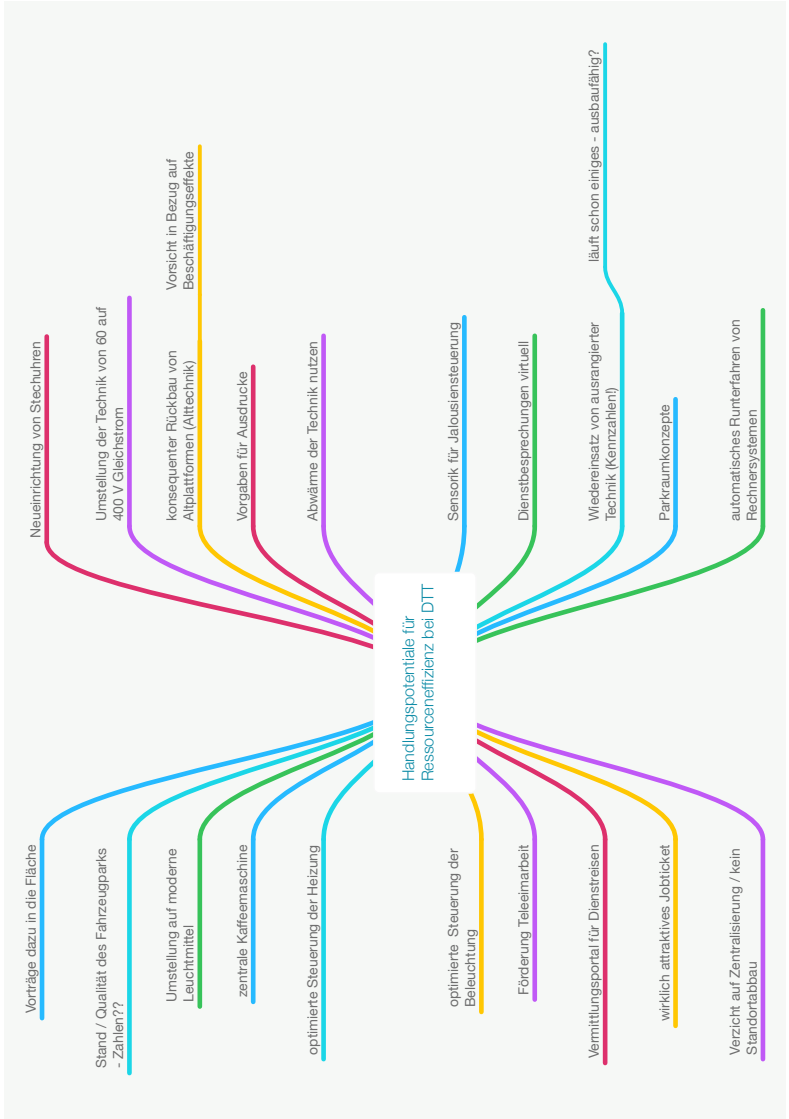 Handlungspotentiale für
Ressourceneffizienz bei DTT
Neueinrichtung von Stechuhren
Umstellung der Technik von 60 auf
400 V Gleichstrom
konsequenter Rückbau von
Altplattformen (Alttechnik)
Vorsicht in Bezug auf
Beschäftigungseffekte
Vorgaben für Ausdrucke
Abwärme der Technik nutzen
Sensorik für Jalousiensteuerung
Dienstbesprechungen virtuell
Wiedereinsatz von ausrangierter
Technik (Kennzahlen!)
läuft schon einiges - ausbaufähig?
Parkraumkonzepte
automatisches Runterfahren von
Rechnersystemen
Vorträge dazu in die Fläche
Stand / Qualität des Fahrzeugparks
- Zahlen??
Umstellung auf moderne
Leuchtmittel
zentrale Kaffeemaschine
optimierte Steuerung der Heizung
optimierte  Steuerung der
Beleuchtung
Förderung Teleeimarbeit
Vermittlungsportal für Dienstreisen
wirklich attraktives Jobticket
Verzicht auf Zentralisierung / kein
Standortabbau